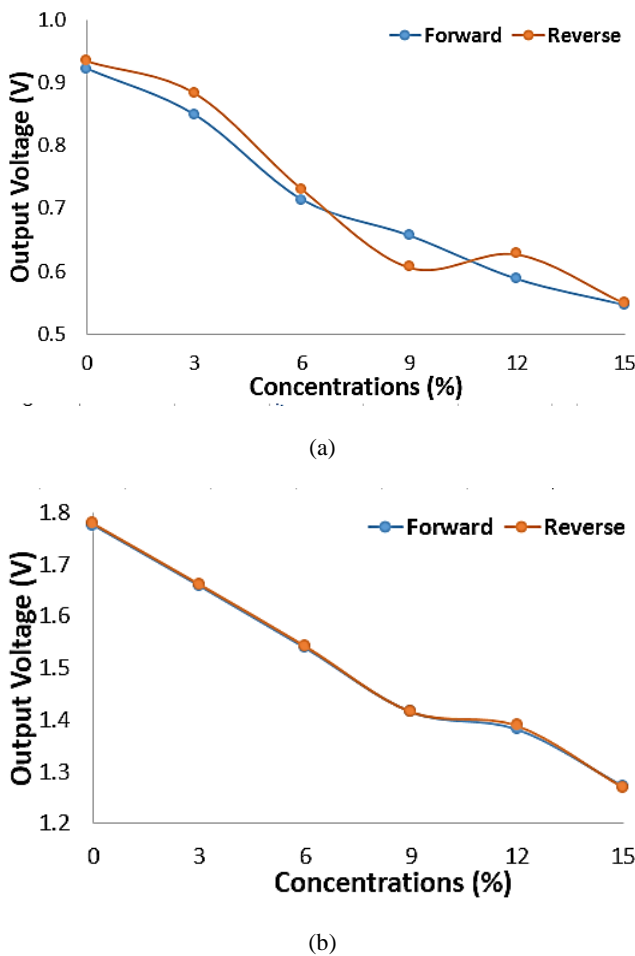 1.0
Forward Reverse
0.9
0.8
0.7
0.6
0.5
Output Voltage (V)
0 3 6 9 12 15
Concentrations (%)
(a)
1.8
Forward Reverse
1.7
1.6
1.5
1.4
1.3
1.2
Output Voltage (V)
0 3 6 9 12 15
Concentrations (%)
(b)